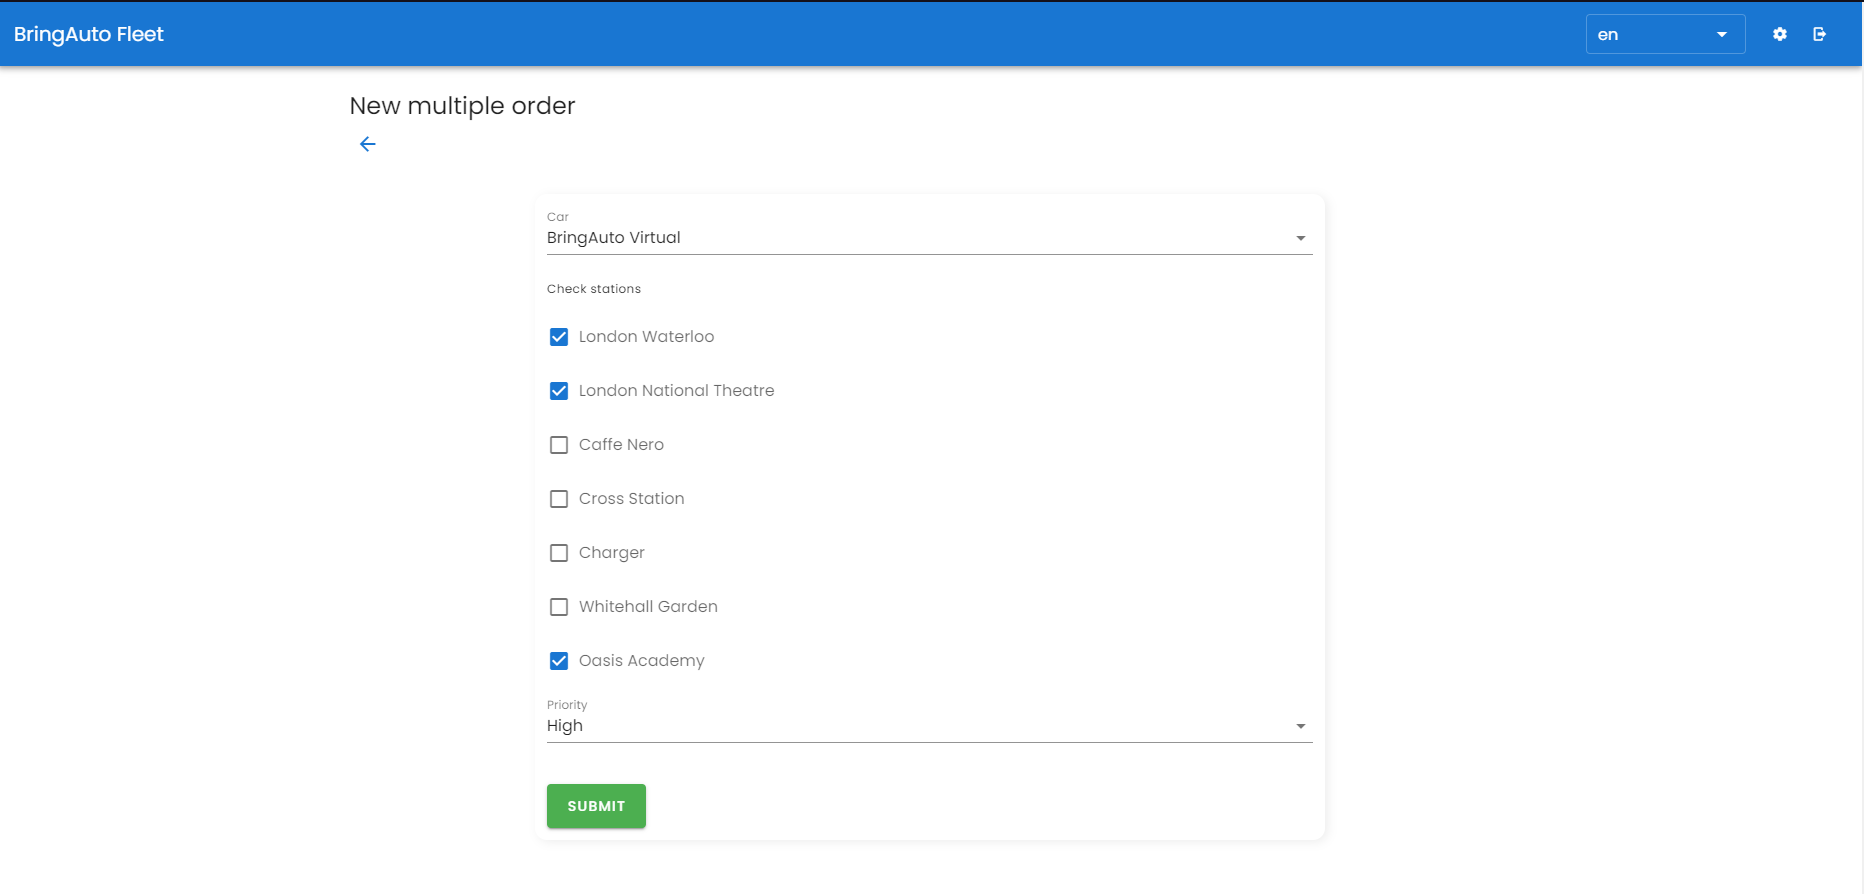 BringAuto Fleet
en
New multiple order
Car
BringAuto Virtual
Check stations
London Waterloo
London National Theatre
Caffe Nero
Cross Station
Charger
Whitehall Garden
Oasis Academy
Priority
High
SUBMIT